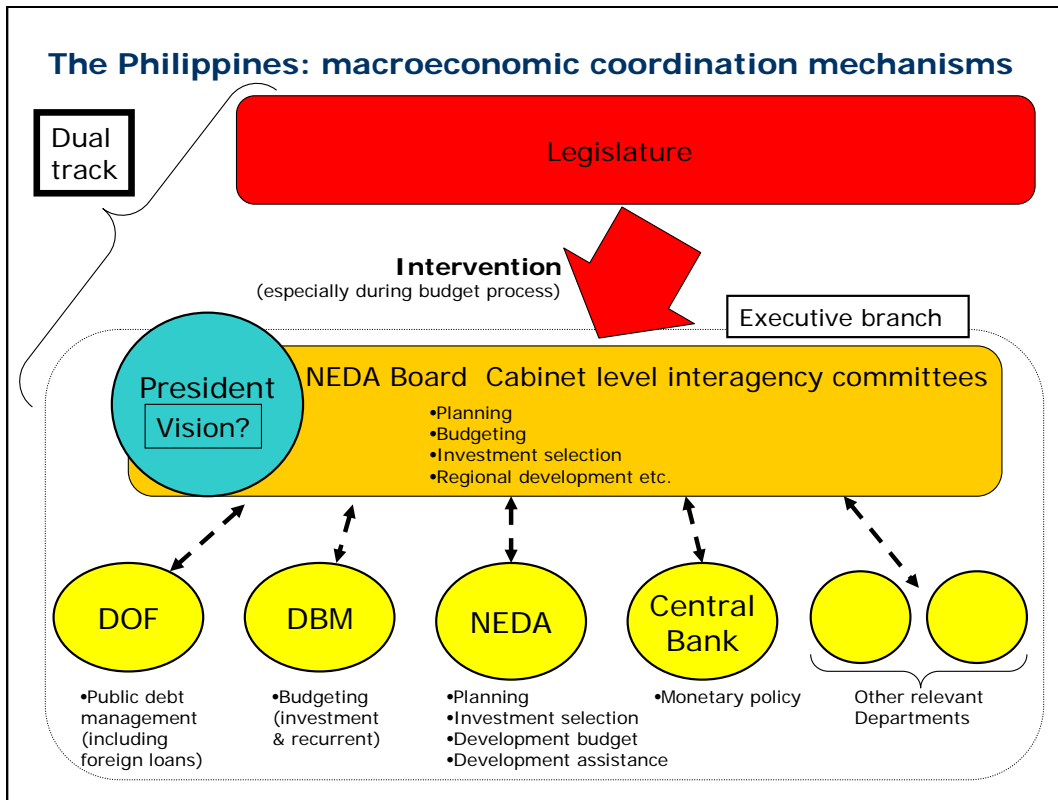 The Philippines: macroeconomic coordination mechanisms
Dual
track
Legislature
Intervention
(especially during budget process)
Executive branch
President
Vision?
NEDA Board  Cabinet level interagency committees
•Planning
•Budgeting
•Investment selection
•Regional development etc.
DOF
DBM
NEDA
Central
Bank
•Public debt
management
(including
foreign loans)
•Budgeting
(investment
& recurrent)
•Planning
•Investment selection
•Development budget
•Development assistance
•Monetary policy
Other relevant
Departments